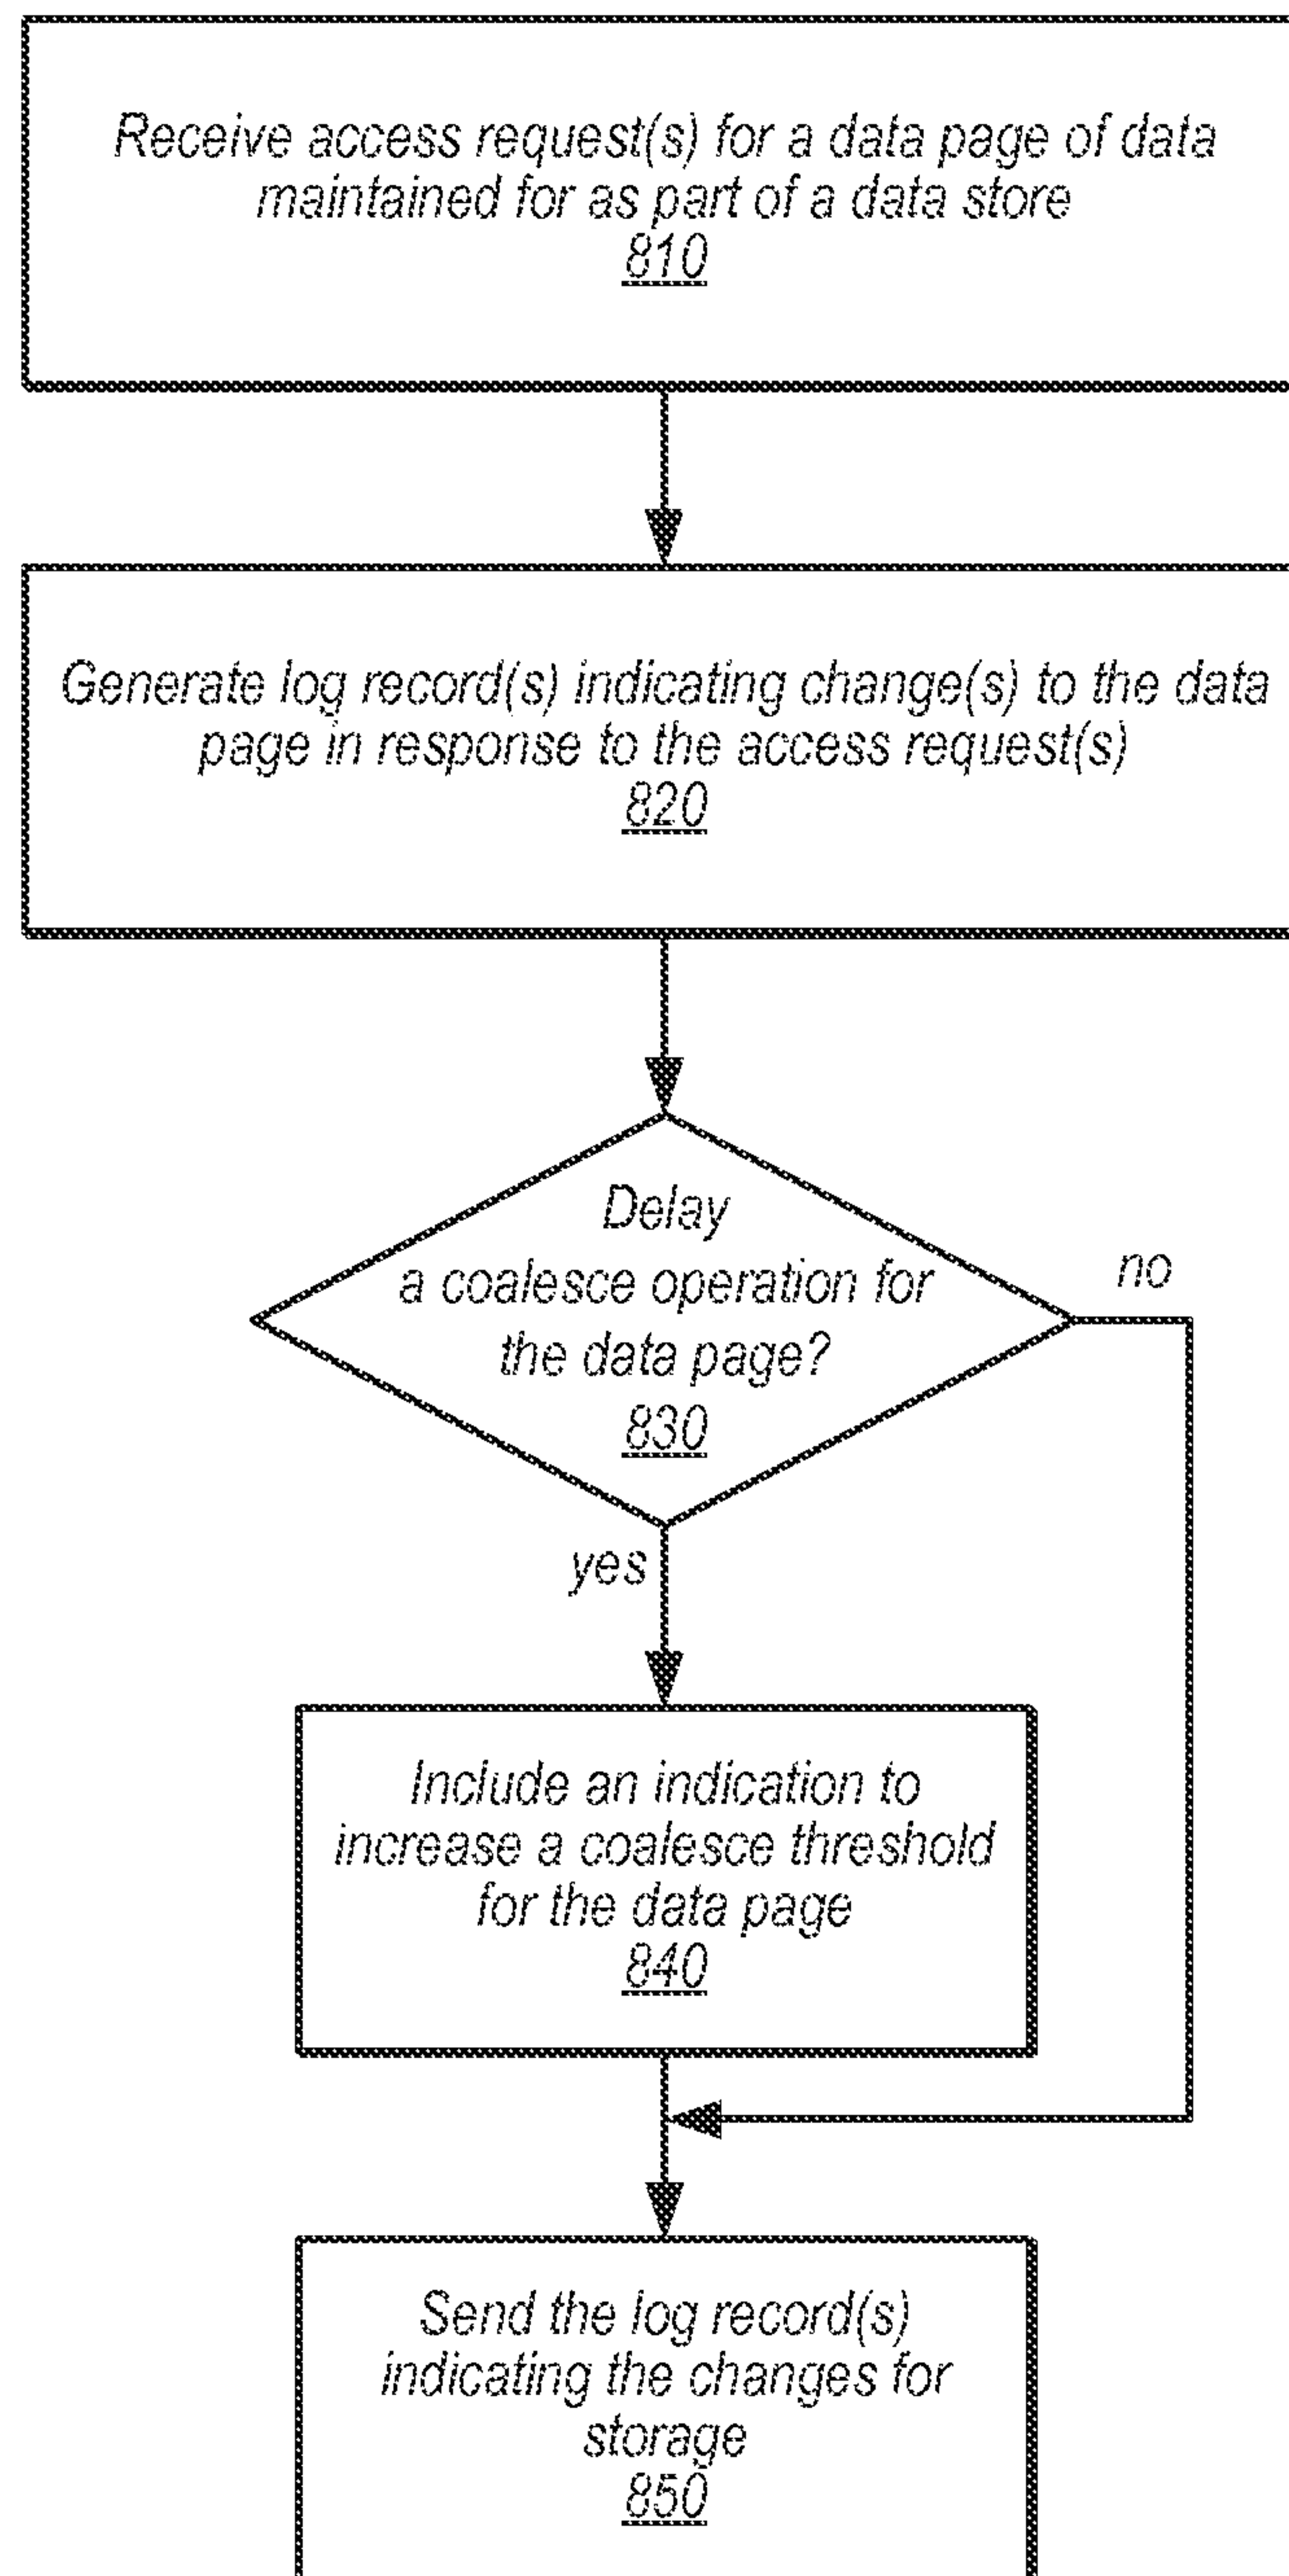 Receive access request(s) for a data page of data
maintained for as part of a data store
810
Generate log record(s) indicating change(s) to the data
page in response to the access request(s)
820
Delay
a coalesce operation for
the data page?
830
no
yes
Include an indication to
increase a coalesce threshold
for the data page
840
Send the log record(s)
indicating the changes for
storage
850